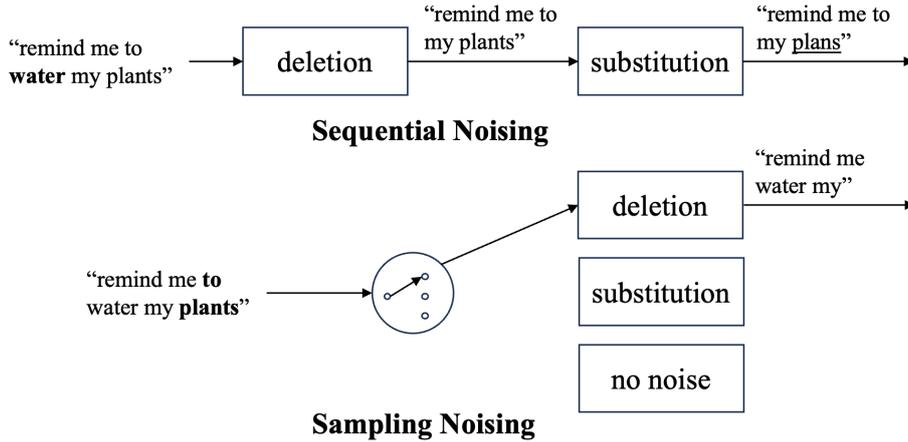 “remind me to
water my plants”
deletion
“remind me to
my plants”
substitution
“remind me to
my plans”
Sequential Noising
“remind me to
water my plants”
deletion
“remind me
water my”
substitution
no noise
Sampling Noising